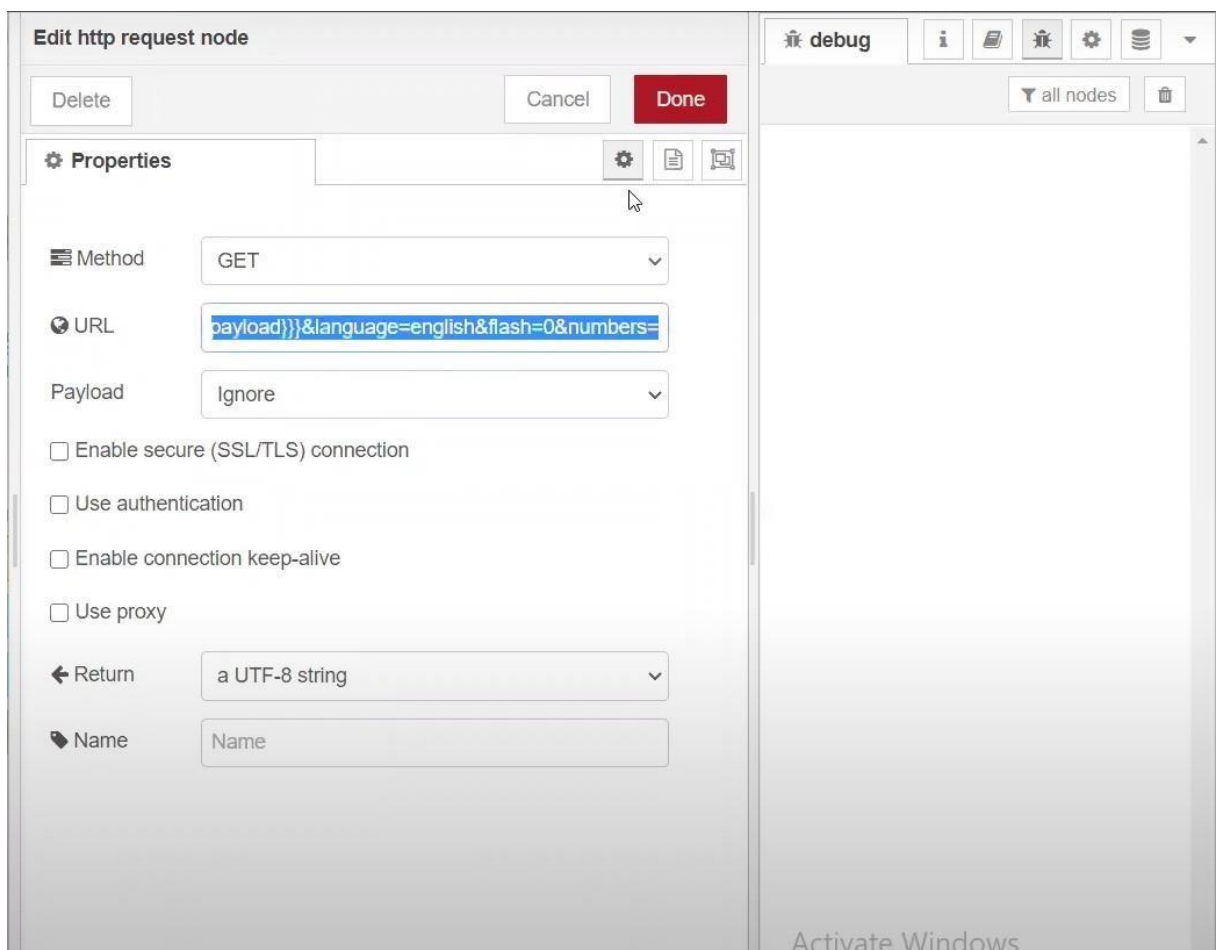 Edit http request node
debug
Delete
Cancel
Done
all nodes
Properties
Method
GET
URL
payload}}}&language=english&flash=0&numbers=
Payload
Ignore
Enable secure (SSL/TLS) connection
Use authentication
Enable connection keep-alive
Use proxy
Return
a UTF-8 string
Name
Name
Activate Windows